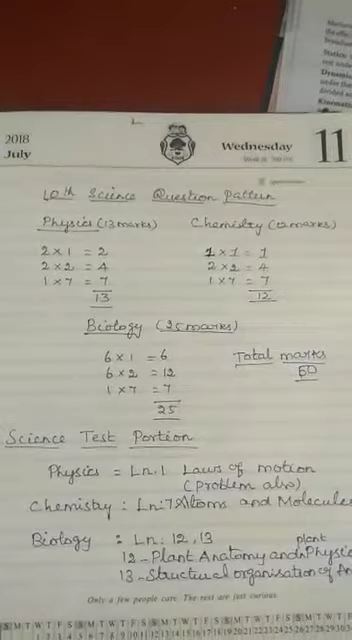 2018
July
Wednesday
11
10th Science Question Pattern
Physics (13 marks)
2 x 1 = 2
2 x 2 = 4
1 x 7 = 7
13
Chemistry (12 marks)
1 x 1 = 1
2 x 2 = 4
1 x 7 = 7
12
Biology (25 marks)
6 x 1 = 6
6 x 2 = 12
1 x 7 = 7
25
Total marks
50
Science Test Portion
Physics = Ln. 1 Laws of motion
(Problem also)
Chemistry : Ln: 7 Atoms and Molecule
Biology : Ln: 12, 13
plant
12 - Plant Anatomy and Physio
13 - Structural organisation of An
Only a few people care. The rest are just curious.
S M T W T F S S M T W T F S S M T W T F S S M T W T F S S M